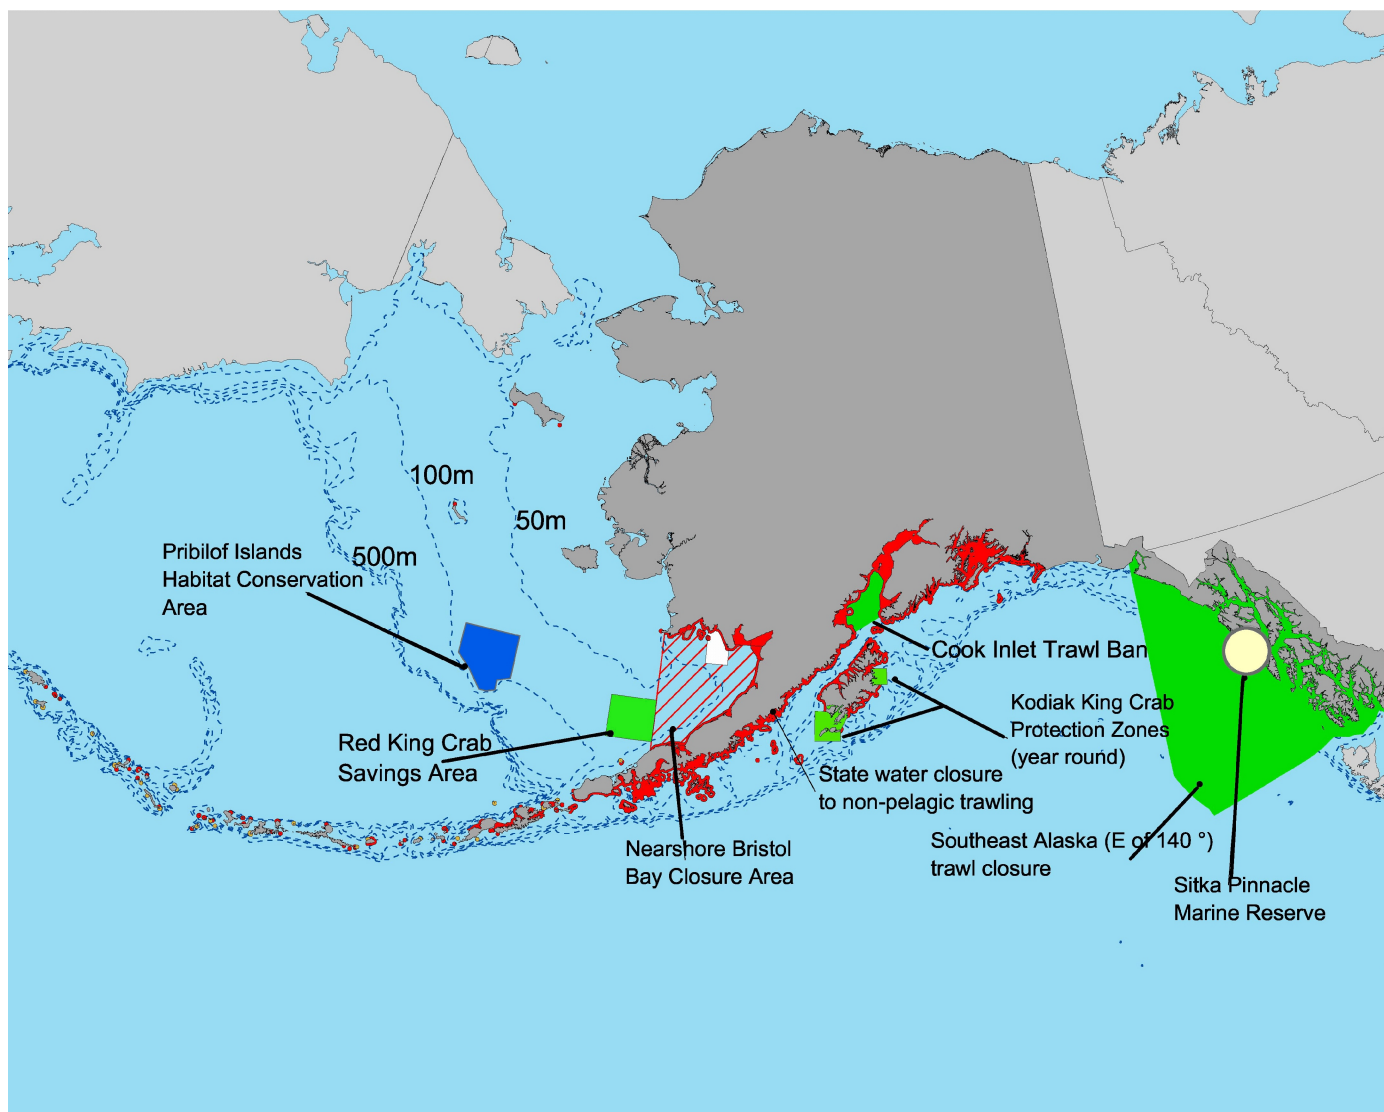 100m
50m
500m
Pribilof Islands
Habitat Conservation
Area
Cook Inlet Trawl Ban
Kodiak King Crab
Protection Zones
(year round)
Red King Crab
Savings Area
State water closure
to non-pelagic trawling
Nearshore Bristol
Bay Closure Area
Southeast Alaska (E of 140 °)
trawl closure
Sitka Pinnacle
Marine Reserve